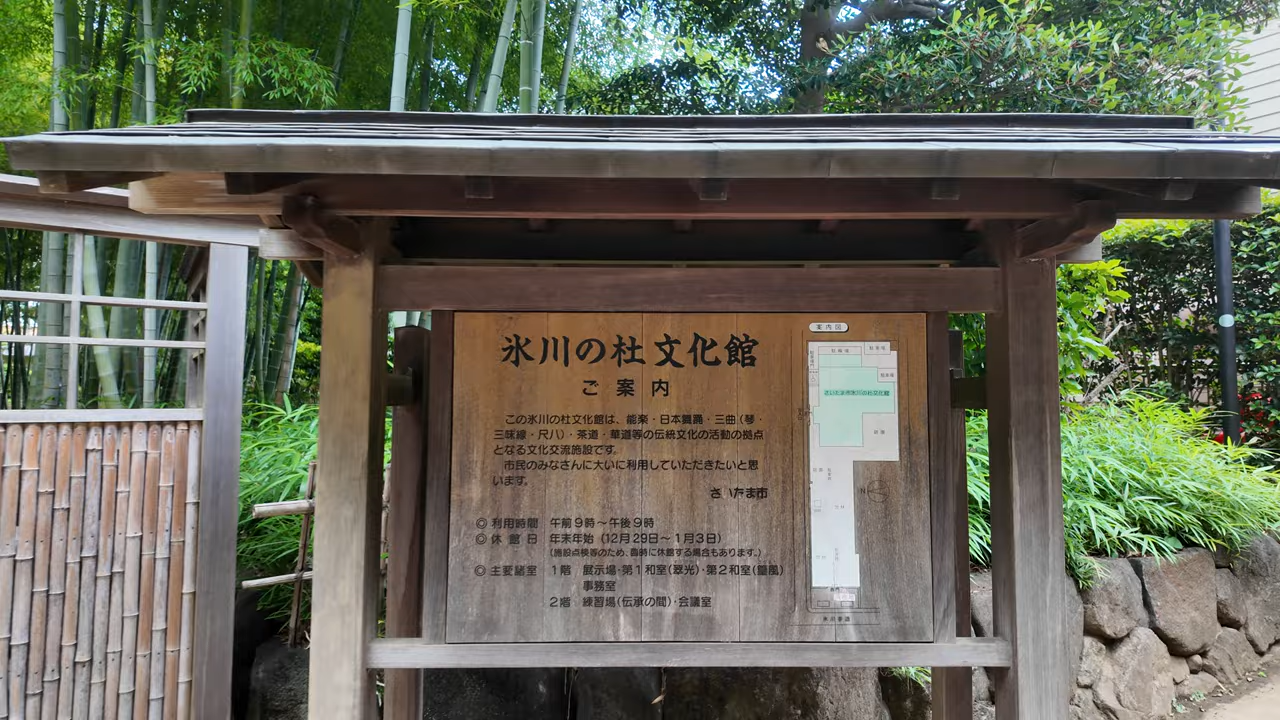 氷川の杜文化館
ご案内
この氷川の杜文化館は、能楽・日本舞踊・三曲(琴・
三味線・尺八)・茶道・華道等の伝統文化の活動の拠点
となる文化交流施設です。
市民のみなさんに大いに利用していただきたいと思
います。
さいたま市
◎ 利用時間 午前9時～午後9時
◎ 休館日 年末年始 (12月29日～1月3日)
(施設点検等のため、臨時に休館する場合もあります。)
◎ 主要諸室 1階 展示場・第1和室(翠光)・第2和室(
事務室
2階 練習場(伝承の間)・会議室
案内図
駐輪場
さいたま市氷川の杜文化館
N
氷川参道